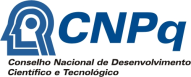 CNPq
Conselho Nacional de Desenvolvimento
Científico e Tecnológico